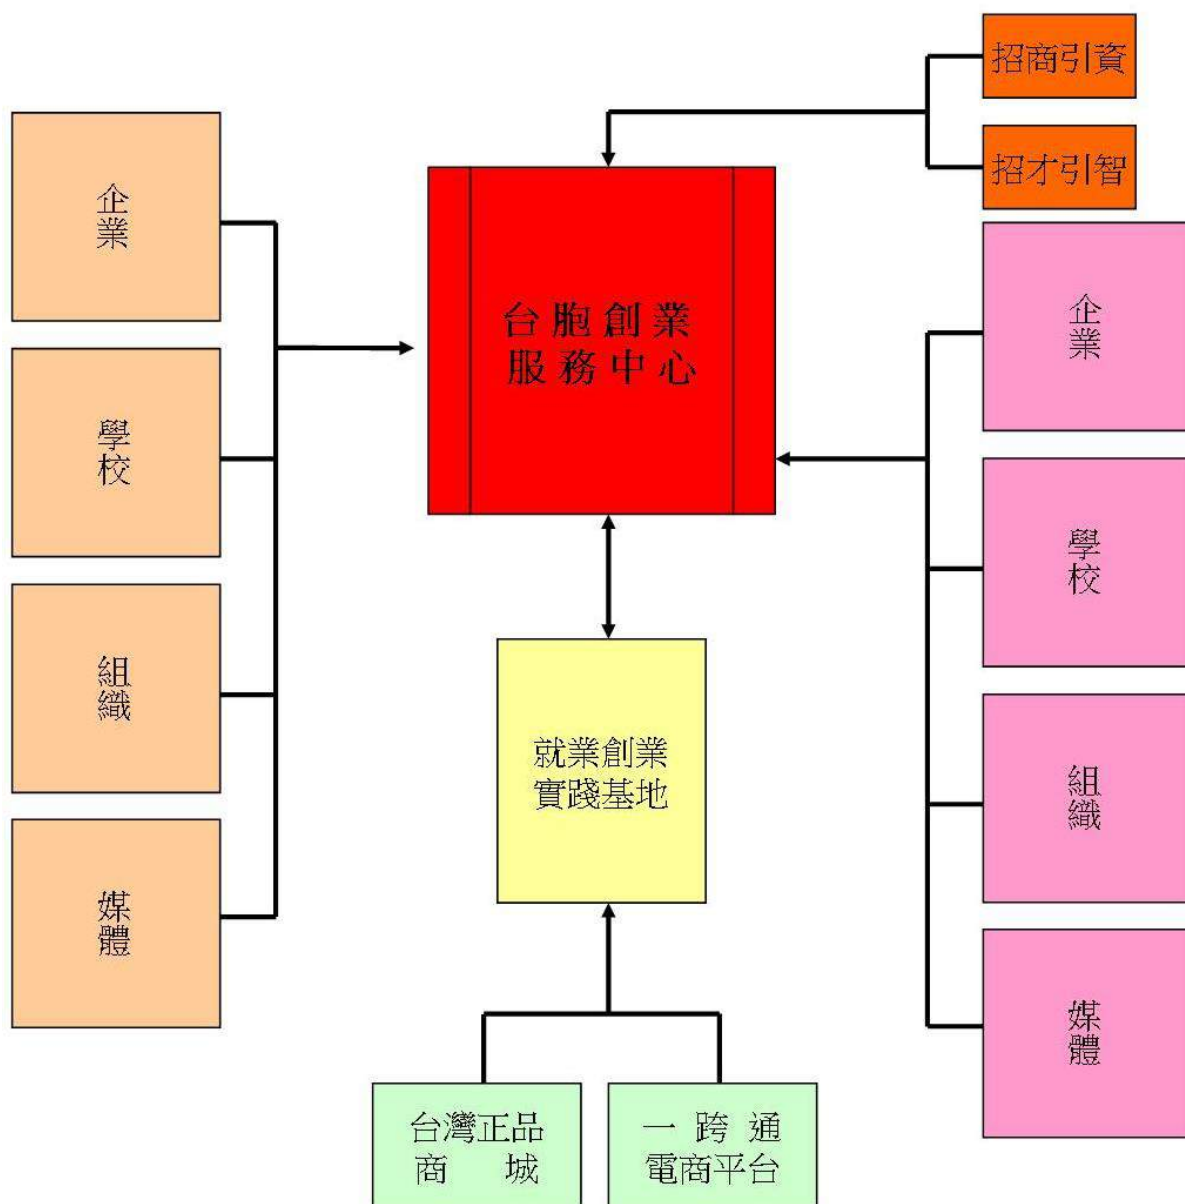 招商引資
招才引智
企業
學校
組織
媒體
台胞創業
服務中心
企業
學校
組織
媒體
就業創業
實踐基地
台灣正品
商 城
一 跨 通
電商平台